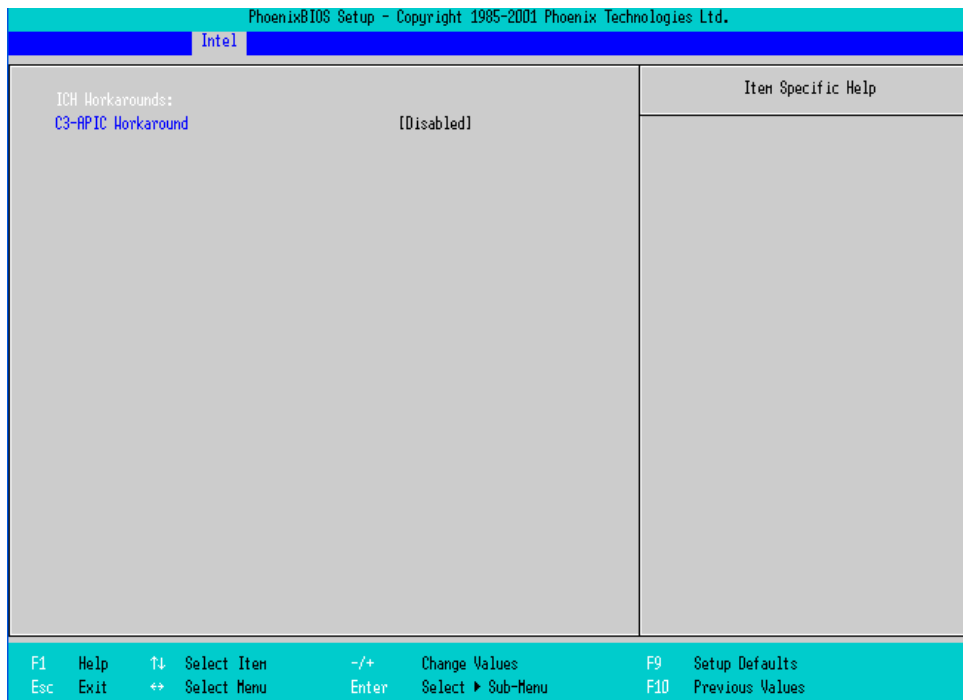 PhoenixBIOS Setup - Copyright 1985-2001 Phoenix Technologies Ltd.
Intel
ICH Workarounds:
Item Specific Help
C3-APIC Workaround [Disabled]
F1 Help ↑↓ Select Item -/+ Change Values F9 Setup Defaults
Esc Exit ↔ Select Menu Enter Select ▶ Sub-Menu F10 Previous Values